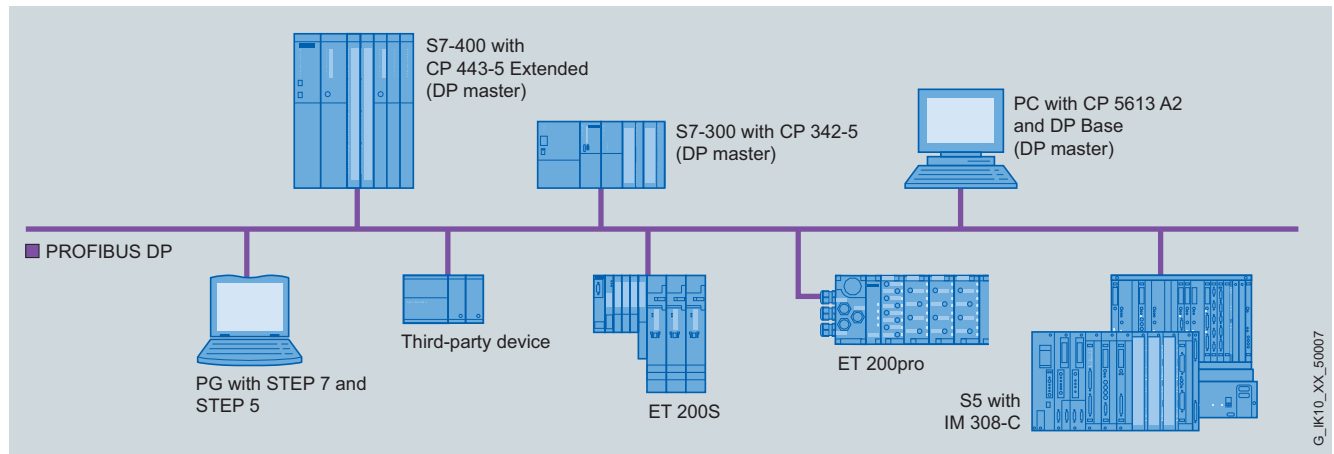 S7-400 with
CP 443-5 Extended
(DP master)
S7-300 with CP 342-5
(DP master)
PC with CP 5613 A2
and DP Base
(DP master)
PROFIBUS DP
PG with STEP 7 and
STEP 5
Third-party device
ET 200S
ET 200pro
S5 with
IM 308-C
G_IK10_XX_50007